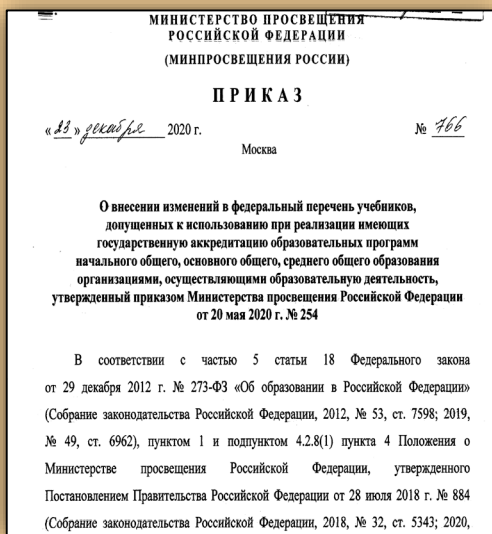 МИНИСТЕРСТВО ПРОСВЕЩЕНИЯ
РОССИЙСКОЙ ФЕДЕРАЦИИ
(МИНПРОСВЕЩЕНИЯ РОССИИ)
ПРИКАЗ
«23» декабря 2020 г. № 766
Москва
О внесении изменений в федеральный перечень учебников,
допущенных к использованию при реализации имеющих
государственную аккредитацию образовательных программ
начального общего, основного общего, среднего общего образования
организациями, осуществляющими образовательную деятельность,
утвержденный приказом Министерства просвещения Российской Федерации
от 20 мая 2020 г. № 254
В соответствии с частью 5 статьи 18 Федерального закона
от 29 декабря 2012 г. № 273-ФЗ «Об образовании в Российской Федерации»
(Собрание законодательства Российской Федерации, 2012, № 53, ст. 7598; 2019,
№ 49, ст. 6962), пунктом 1 и подпунктом 4.2.8(1) пункта 4 Положения о
Министерстве просвещения Российской Федерации, утвержденного
Постановлением Правительства Российской Федерации от 28 июля 2018 г. № 884
(Собрание законодательства Российской Федерации, 2018, № 32, ст. 5343; 2020,